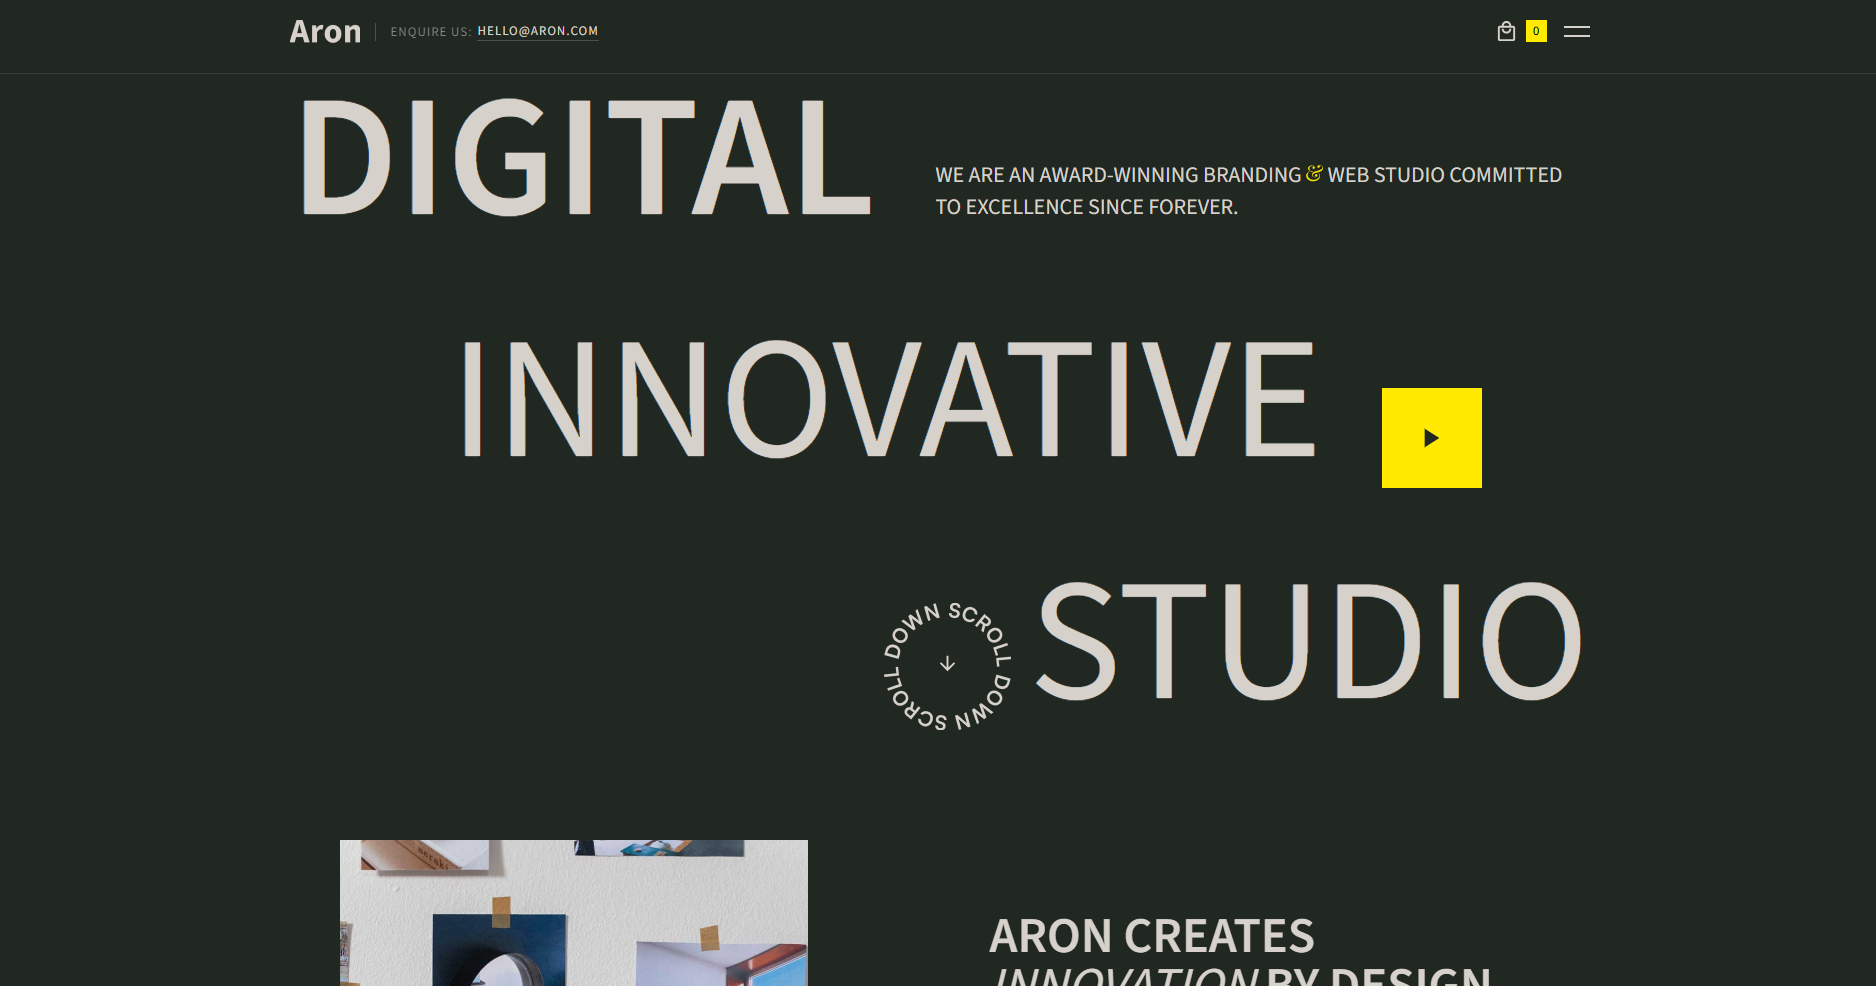 Aron
ENQUIRE US: HELLO@ARON.COM
0
DIGITAL
WE ARE AN AWARD-WINNING BRANDING & WEB STUDIO COMMITTED
TO EXCELLENCE SINCE FOREVER.
INNOVATIVE
STUDIO
SCROLL DOWN SCROLL DOWN
meraki
ARON CREATES
INNOVATION BY DESIGN